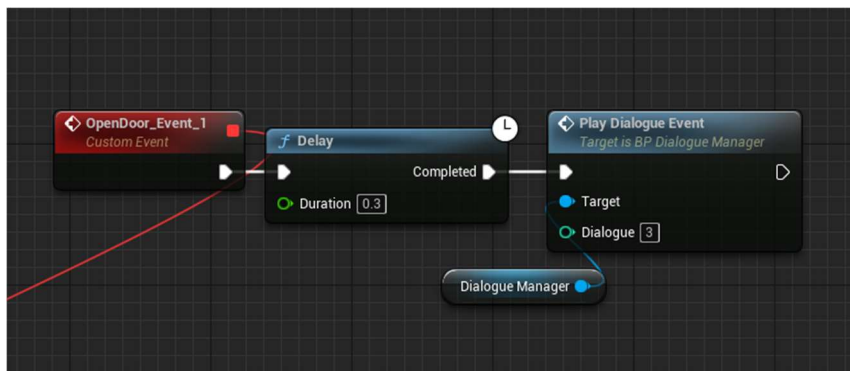 OpenDoor_Event_1
Custom Event
Delay
Completed
Duration 0.3
Play Dialogue Event
Target is BP Dialogue Manager
Target
Dialogue 3
Dialogue Manager